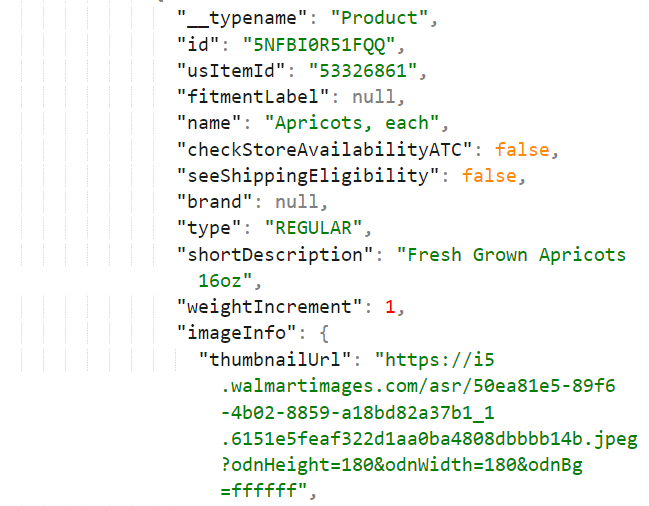 "__typename": "Product",
"id": "5NFBI0R51FQQ",
"usItemId": "53326861",
"fitmentLabel": null,
"name": "Apricots, each",
"checkStoreAvailabilityATC": false,
"seeShippingEligibility": false,
"brand": null,
"type": "REGULAR",
"shortDescription": "Fresh Grown Apricots
16oz",
"weightIncrement": 1,
"imageInfo": {
"thumbnailUrl": "https://i5
.walmartimages.com/asr/50ea81e5-89f6
-4b02-8859-a18bd82a37b1_1
.6151e5feaf322d1aa0ba4808dbbbb14b.jpeg
?odnHeight=180&odnWidth=180&odnBg
=ffffff",